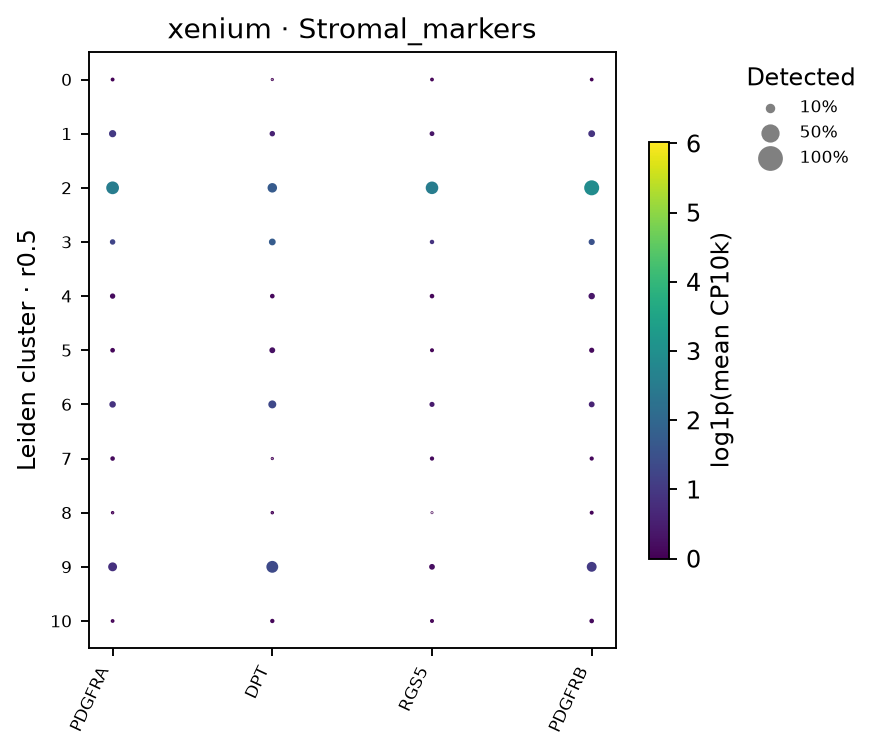 xenium · Stromal_markers
Leiden cluster · r0.5
0
1
2
3
4
5
6
7
8
9
10
PDGFRA
DPT
RGS5
PDGFRB
6
5
4
3
2
1
0
log1p(mean CP10k)
Detected
10%
50%
100%